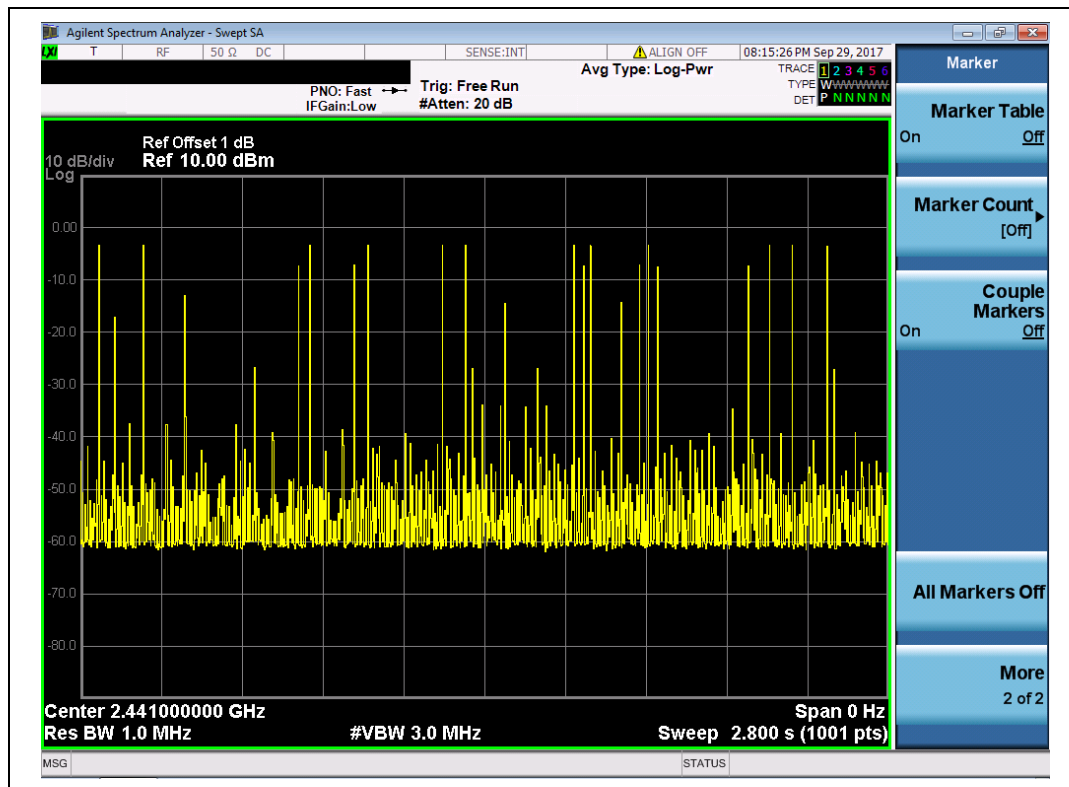 Agilent Spectrum Analyzer - Swept SA
LXI T RF 50 Ω DC SENSE:INT ALIGN OFF 08:15:26 PM Sep 29, 2017
Avg Type: Log-Pwr TRACE 1 2 3 4 5 6
PNO: Fast Trig: Free Run TYPE WWWWWW
IFGain:Low #Atten: 20 dB DET P N N N N N
Ref Offset 1 dB
10 dB/div Ref 10.00 dBm
Log
0.00
-10.0
-20.0
-30.0
-40.0
-50.0
-60.0
-70.0
-80.0
Center 2.441000000 GHz Span 0 Hz
Res BW 1.0 MHz #VBW 3.0 MHz Sweep 2.800 s (1001 pts)
MSG STATUS
Marker
Marker Table
On Off
Marker Count
[Off]
Couple
Markers
On Off
All Markers Off
More
2 of 2